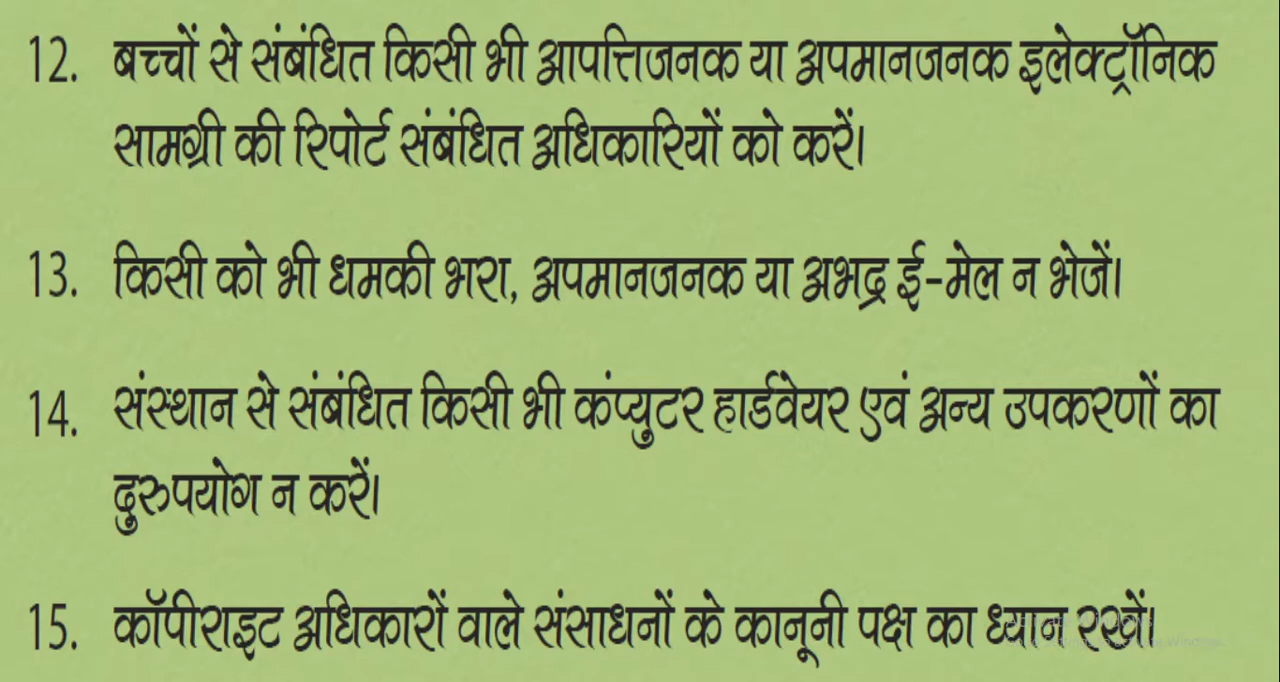 12. बच्चों से संबंधित किसी भी आपत्तिजनक या अपमानजनक इलेक्ट्रॉनिक
सामग्री की रिपोर्ट संबंधित अधिकारियों को करें।
13. किसी को भी धमकी भरा, अपमानजनक या अभद्र ई-मेल न भेजें।
14. संस्थान से संबंधित किसी भी कंप्युटर हार्डवेयर एवं अन्य उपकरणों का
दुरुपयोग न करें।
15. कॉपीराइट अधिकारों वाले संसाधनों के कानूनी पक्ष का ध्यान रखें।